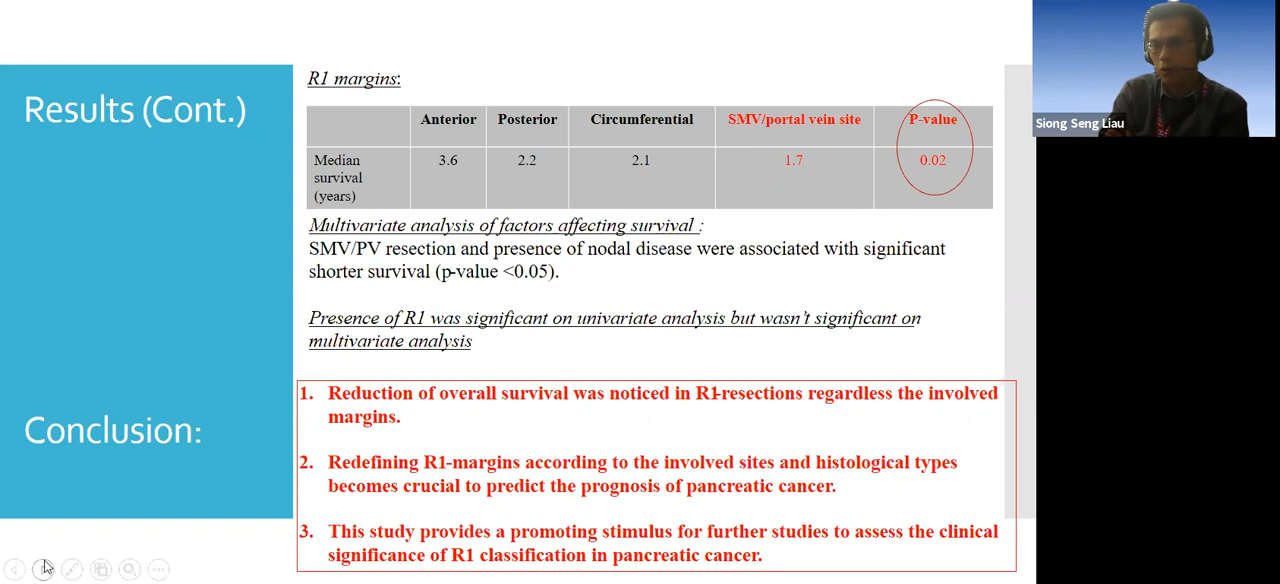 Results (Cont.)
R1 margins:
Anterior Posterior Circumferential SMV/portal vein site P-value
Median survival (years) 3.6 2.2 2.1 1.7 0.02
Multivariate analysis of factors affecting survival :
SMV/PV resection and presence of nodal disease were associated with significant
shorter survival (p-value <0.05).
Presence of R1 was significant on univariate analysis but wasn't significant on
multivariate analysis
Conclusion:
1. Reduction of overall survival was noticed in R1-resections regardless the involved
margins.
2. Redefining R1-margins according to the involved sites and histological types
becomes crucial to predict the prognosis of pancreatic cancer.
3. This study provides a promoting stimulus for further studies to assess the clinical
significance of R1 classification in pancreatic cancer.
Siong Seng Liau